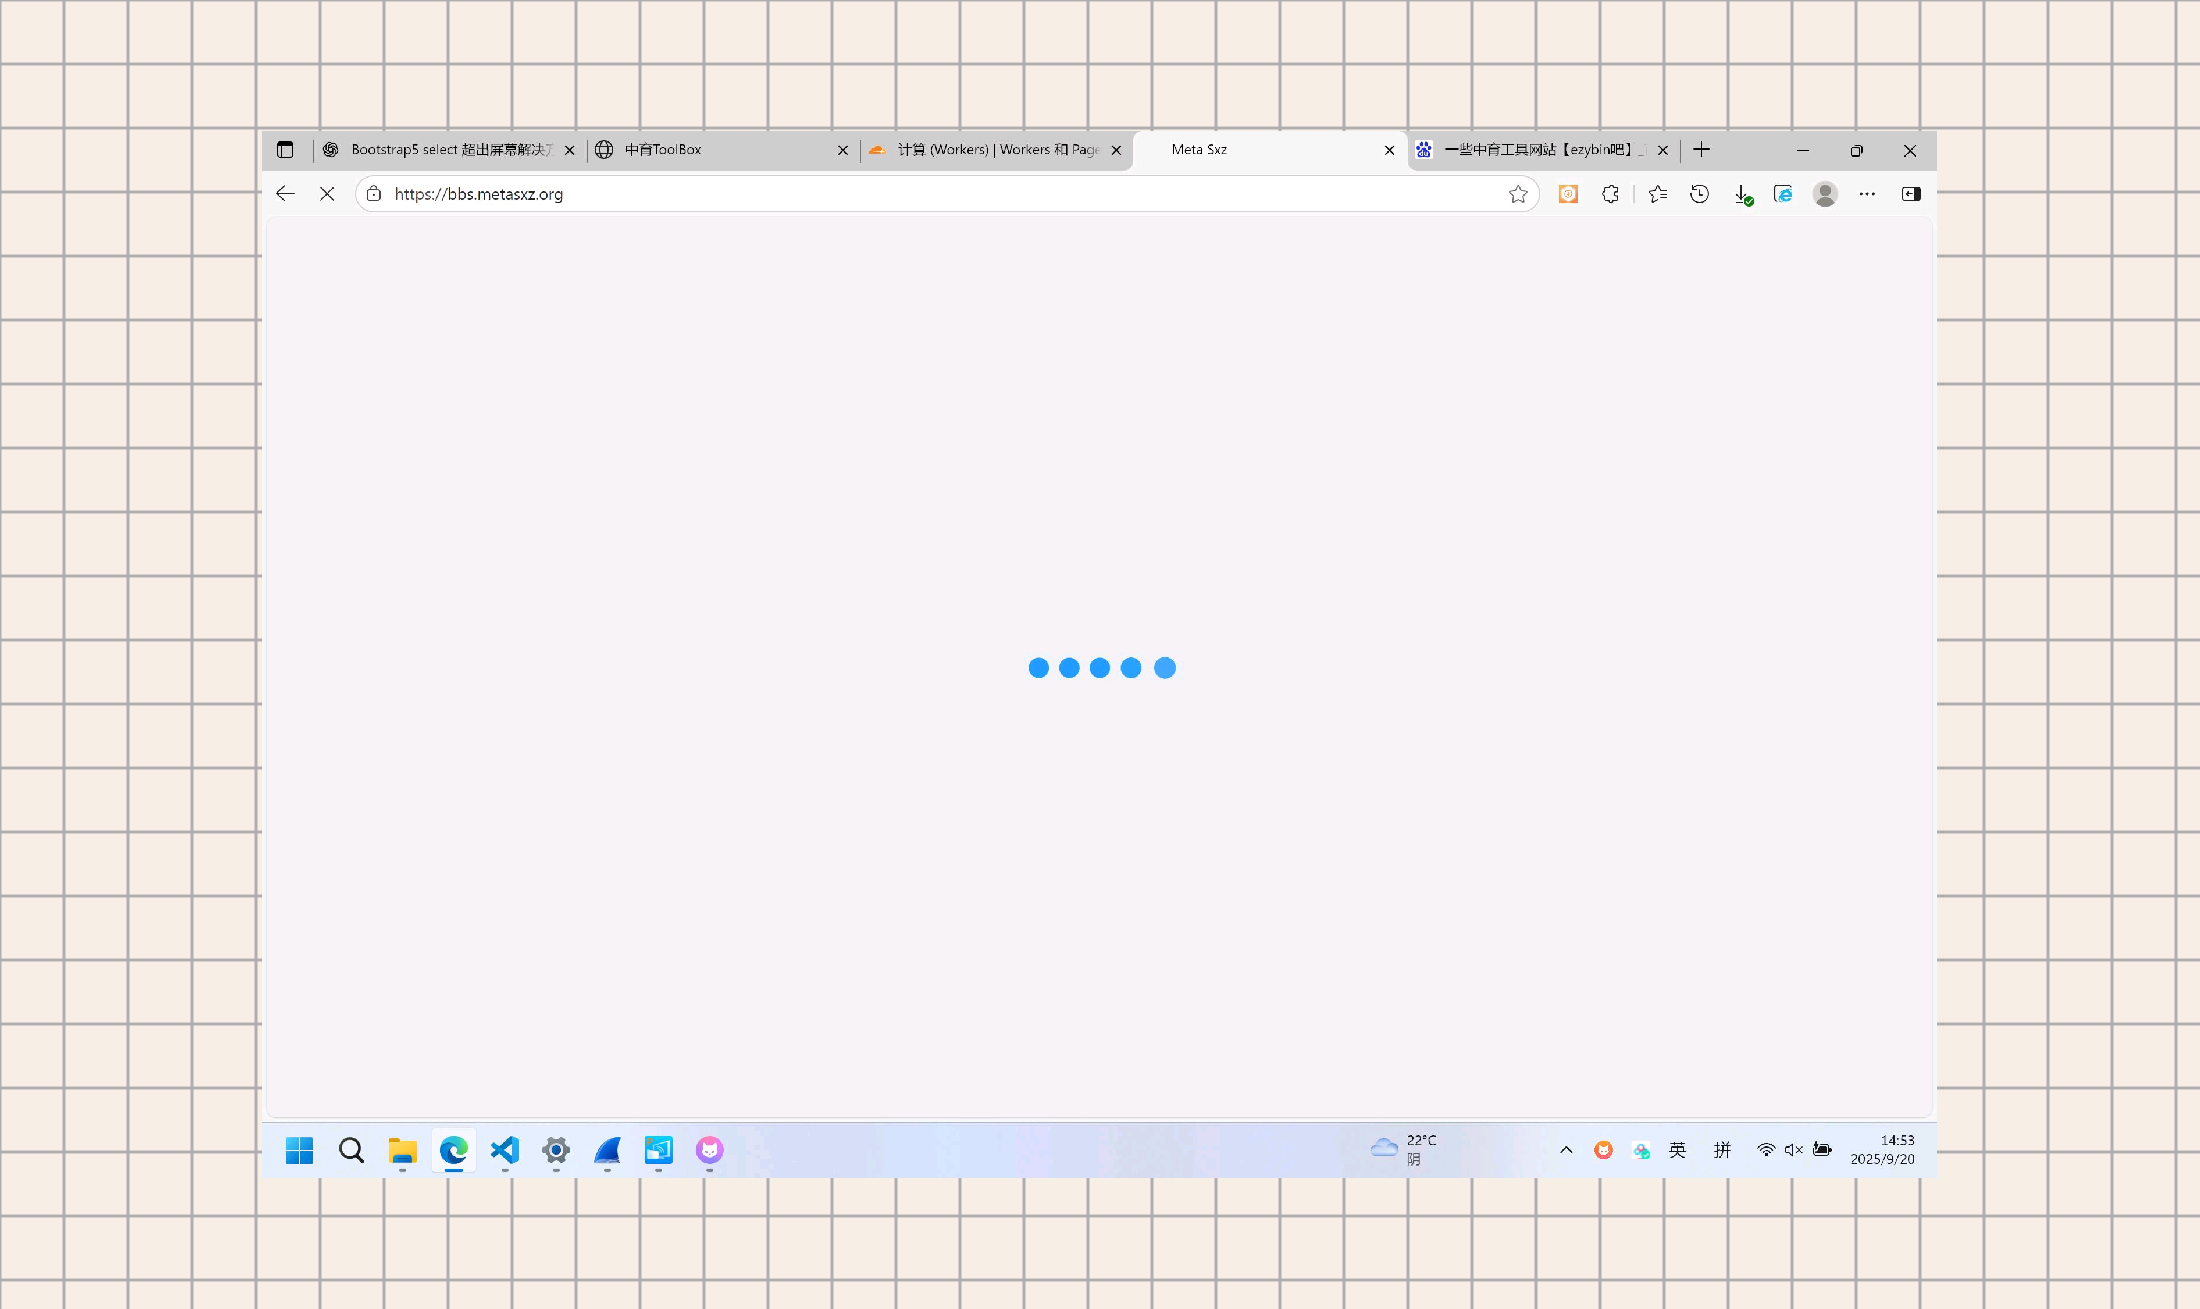 Bootstrap5 select 超出屏幕解决方
中育ToolBox
计算 (Workers) | Workers 和 Page
Meta Sxz
一些中育工具网站【ezybin吧】_
https://bbs.metasxz.org
22°C
阴
英
拼
14:53
2025/9/20